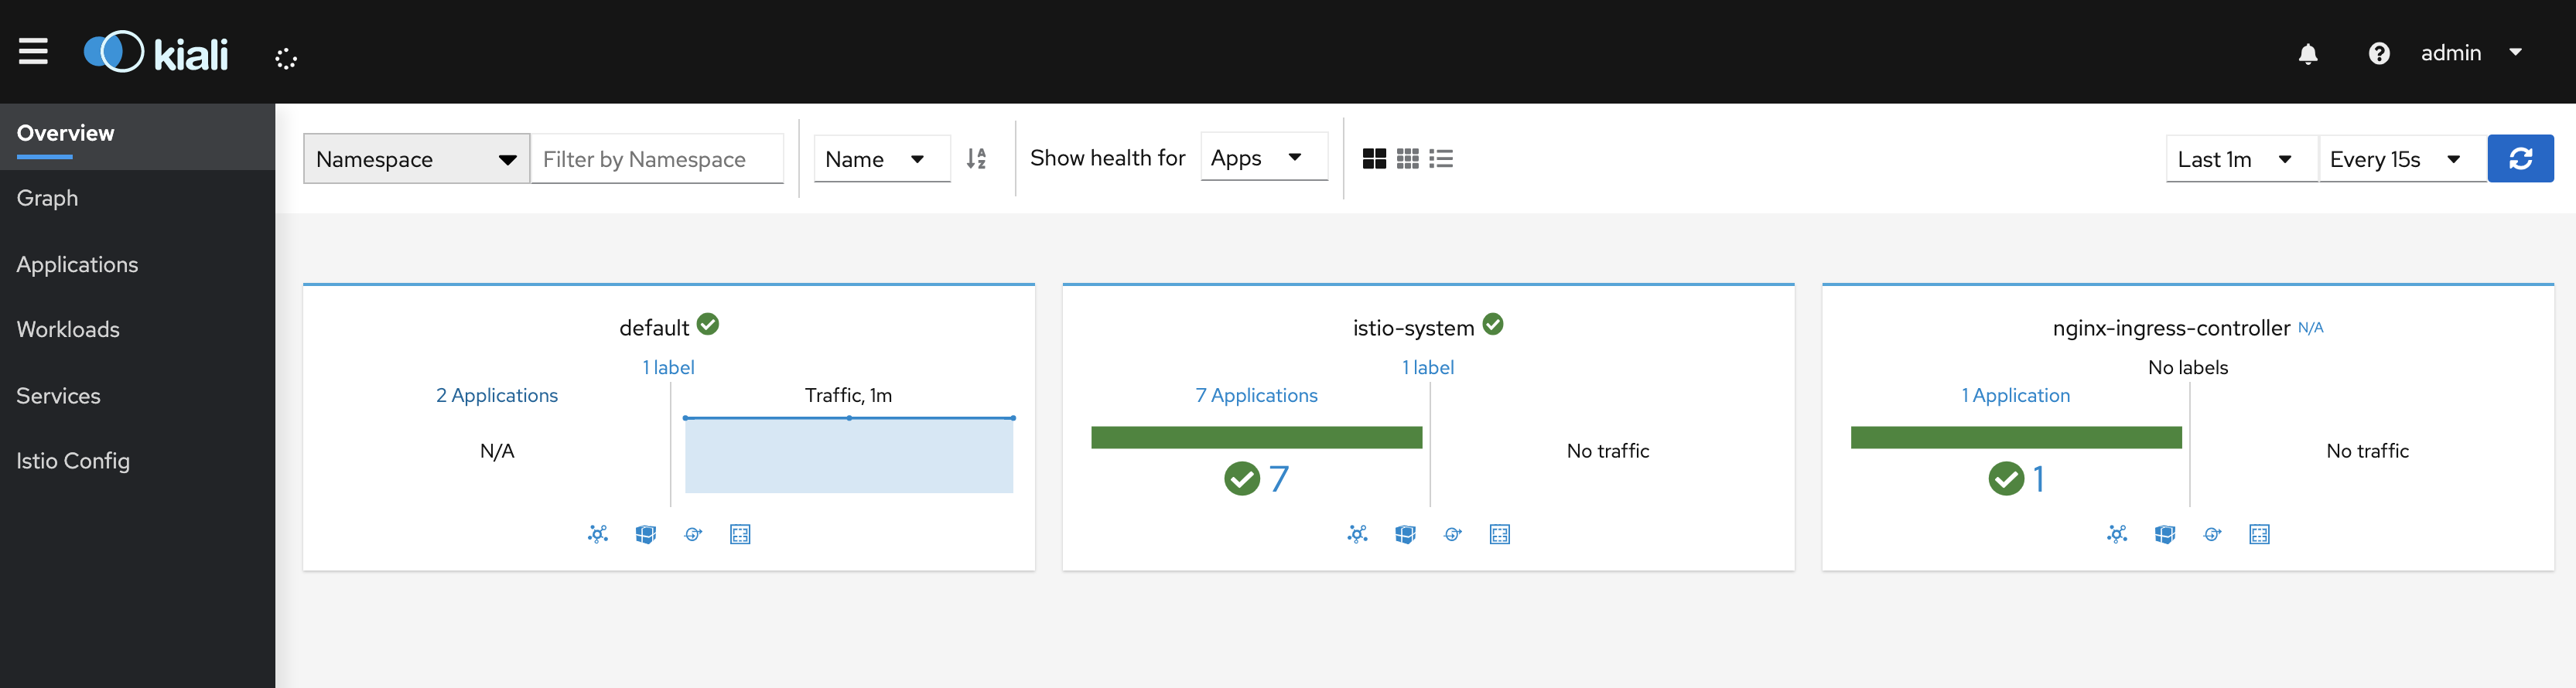 kiali
admin
Overview
Graph
Applications
Workloads
Services
Istio Config
Namespace
Filter by Namespace
Name
Show health for
Apps
Last 1m
Every 15s
default
1 label
2 Applications
Traffic, 1m
N/A
istio-system
1 label
7 Applications
7
No traffic
nginx-ingress-controller N/A
No labels
1 Application
1
No traffic